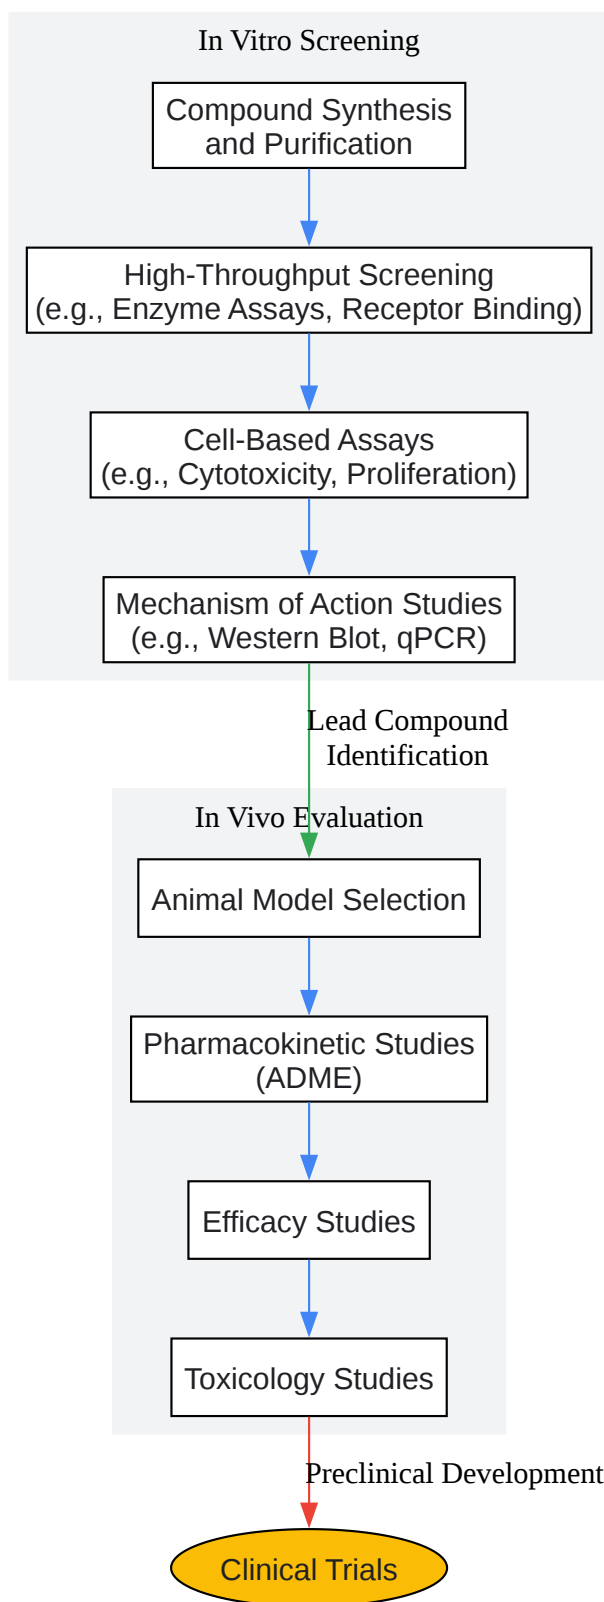 In Vitro Screening
Compound Synthesis
and Purification
High-Throughput Screening
(e.g., Enzyme Assays, Receptor Binding)
Cell-Based Assays
(e.g., Cytotoxicity, Proliferation)
Mechanism of Action Studies
(e.g., Western Blot, qPCR)
Lead Compound
Identification
In Vivo Evaluation
Animal Model Selection
Pharmacokinetic Studies
(ADME)
Efficacy Studies
Toxicology Studies
Preclinical Development
Clinical Trials